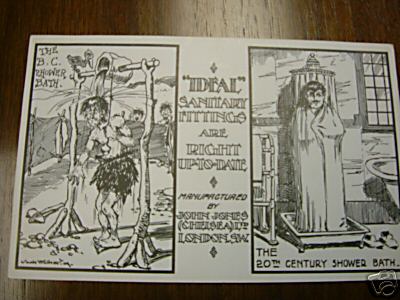 THE
B.C.
SHOWER
BATH.
"IDEAL"
SANITARY
FITTINGS
ARE
RIGHT
UP-TO-DATE
MANUFACTURED
BY
JOHN JONES
(CHELSEA) LTD
LONDON. S.W.
THE
20TH CENTURY SHOWER BATH.